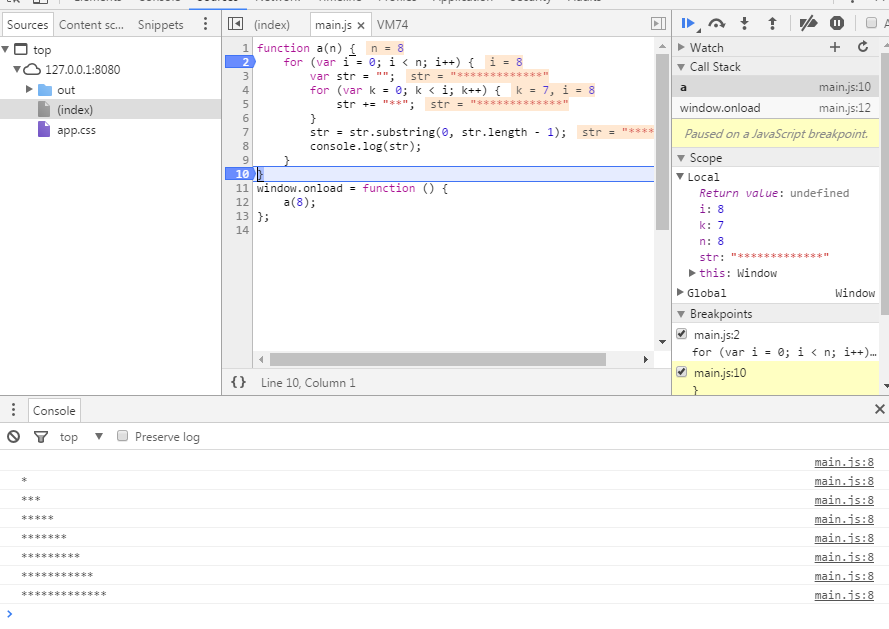 Sources Content sc... Snippets
top
127.0.0.1:8080
out
(index)
app.css
(index) main.js × VM74
1 function a(n) { n = 8
2 for (var i = 0; i < n; i++) { i = 8
3 var str = ""; str = "*************"
4 for (var k = 0; k < i; k++) { k = 7, i = 8
5 str += "**"; str = "*************"
6 }
7 str = str.substring(0, str.length - 1); str = "****
8 console.log(str);
9 }
10 }
11 window.onload = function () {
12 a(8);
13 };
14
{} Line 10, Column 1
Watch
Call Stack
a main.js:10
window.onload main.js:12
Paused on a JavaScript breakpoint.
Scope
Local
Return value: undefined
i: 8
k: 7
n: 8
str: "*************"
this: Window
Global Window
Breakpoints
main.js:2
for (var i = 0; i < n; i++)…
main.js:10
}
Console
top Preserve log
main.js:8
* main.js:8
*** main.js:8
***** main.js:8
******* main.js:8
********* main.js:8
*********** main.js:8
************* main.js:8